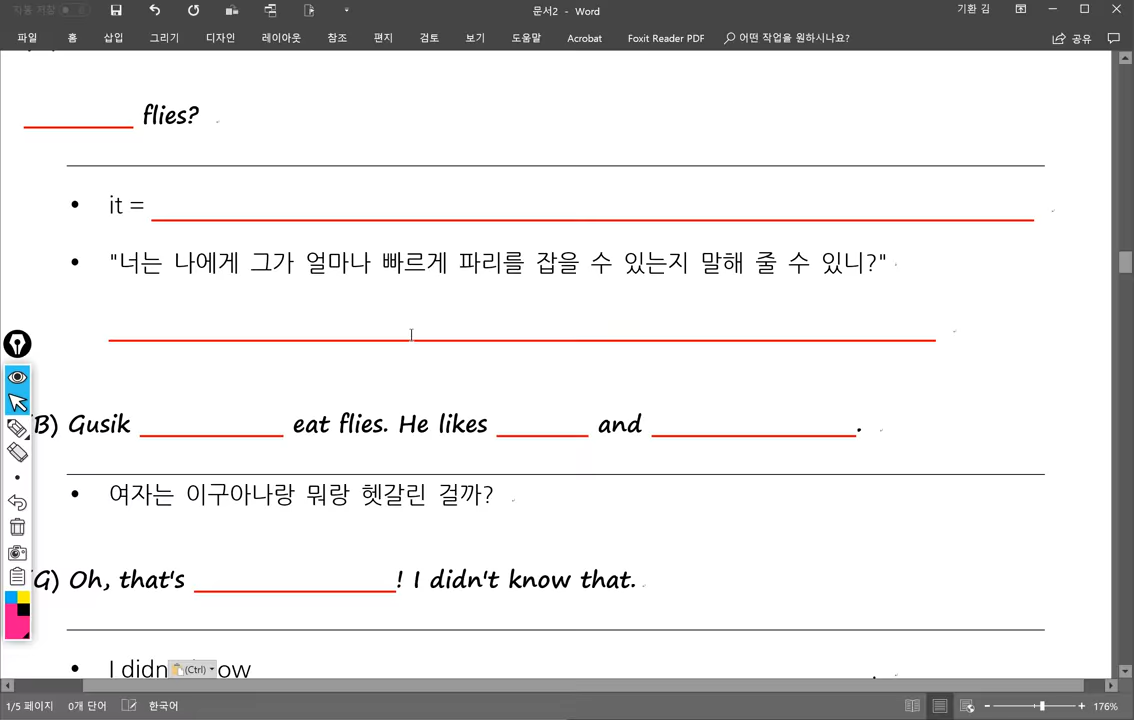 자동 저장
문서2 - Word
기환 김
파일 홈 삽입 그리기 디자인 레이아웃 참조 편지 검토 보기 도움말 Acrobat Foxit Reader PDF 어떤 작업을 원하시나요? 공유
flies?
• it =
• "너는 나에게 그가 얼마나 빠르게 파리를 잡을 수 있는지 말해 줄 수 있니?"
B) Gusik eat flies. He likes and .
• 여자는 이구아나랑 뭐랑 헷갈린 걸까?
G) Oh, that's ! I didn't know that.
• I didn ow .
(Ctrl)
1/5 페이지 0개 단어 한국어 176%